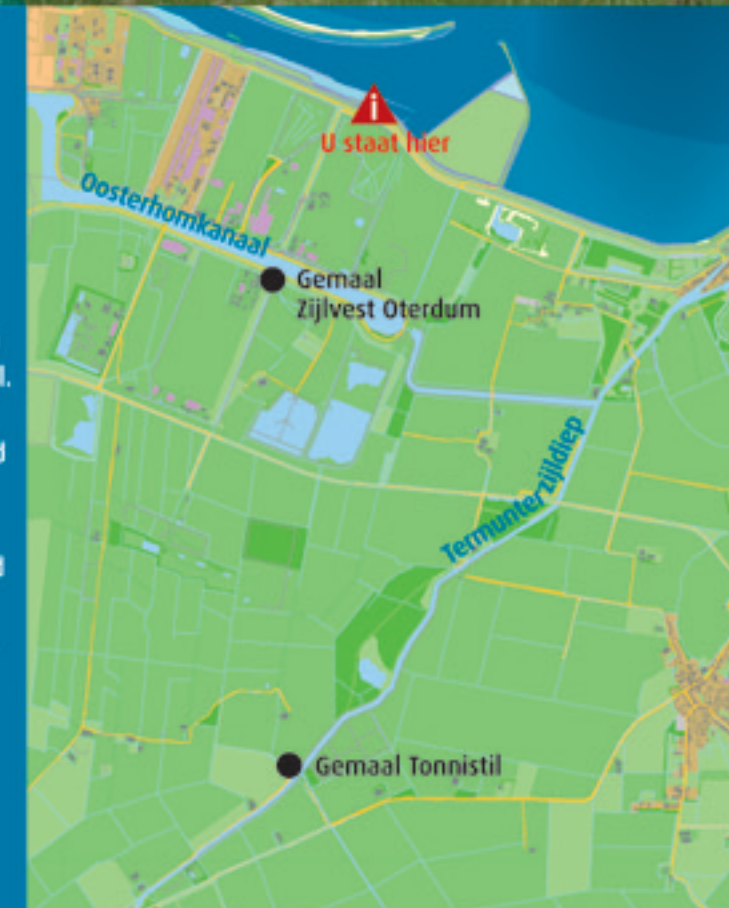 i
U staat hier
Oosterhornkanaal
Gemaal
Zijlvest Oterdum
Termunterzijldiep
Gemaal Tonnistil